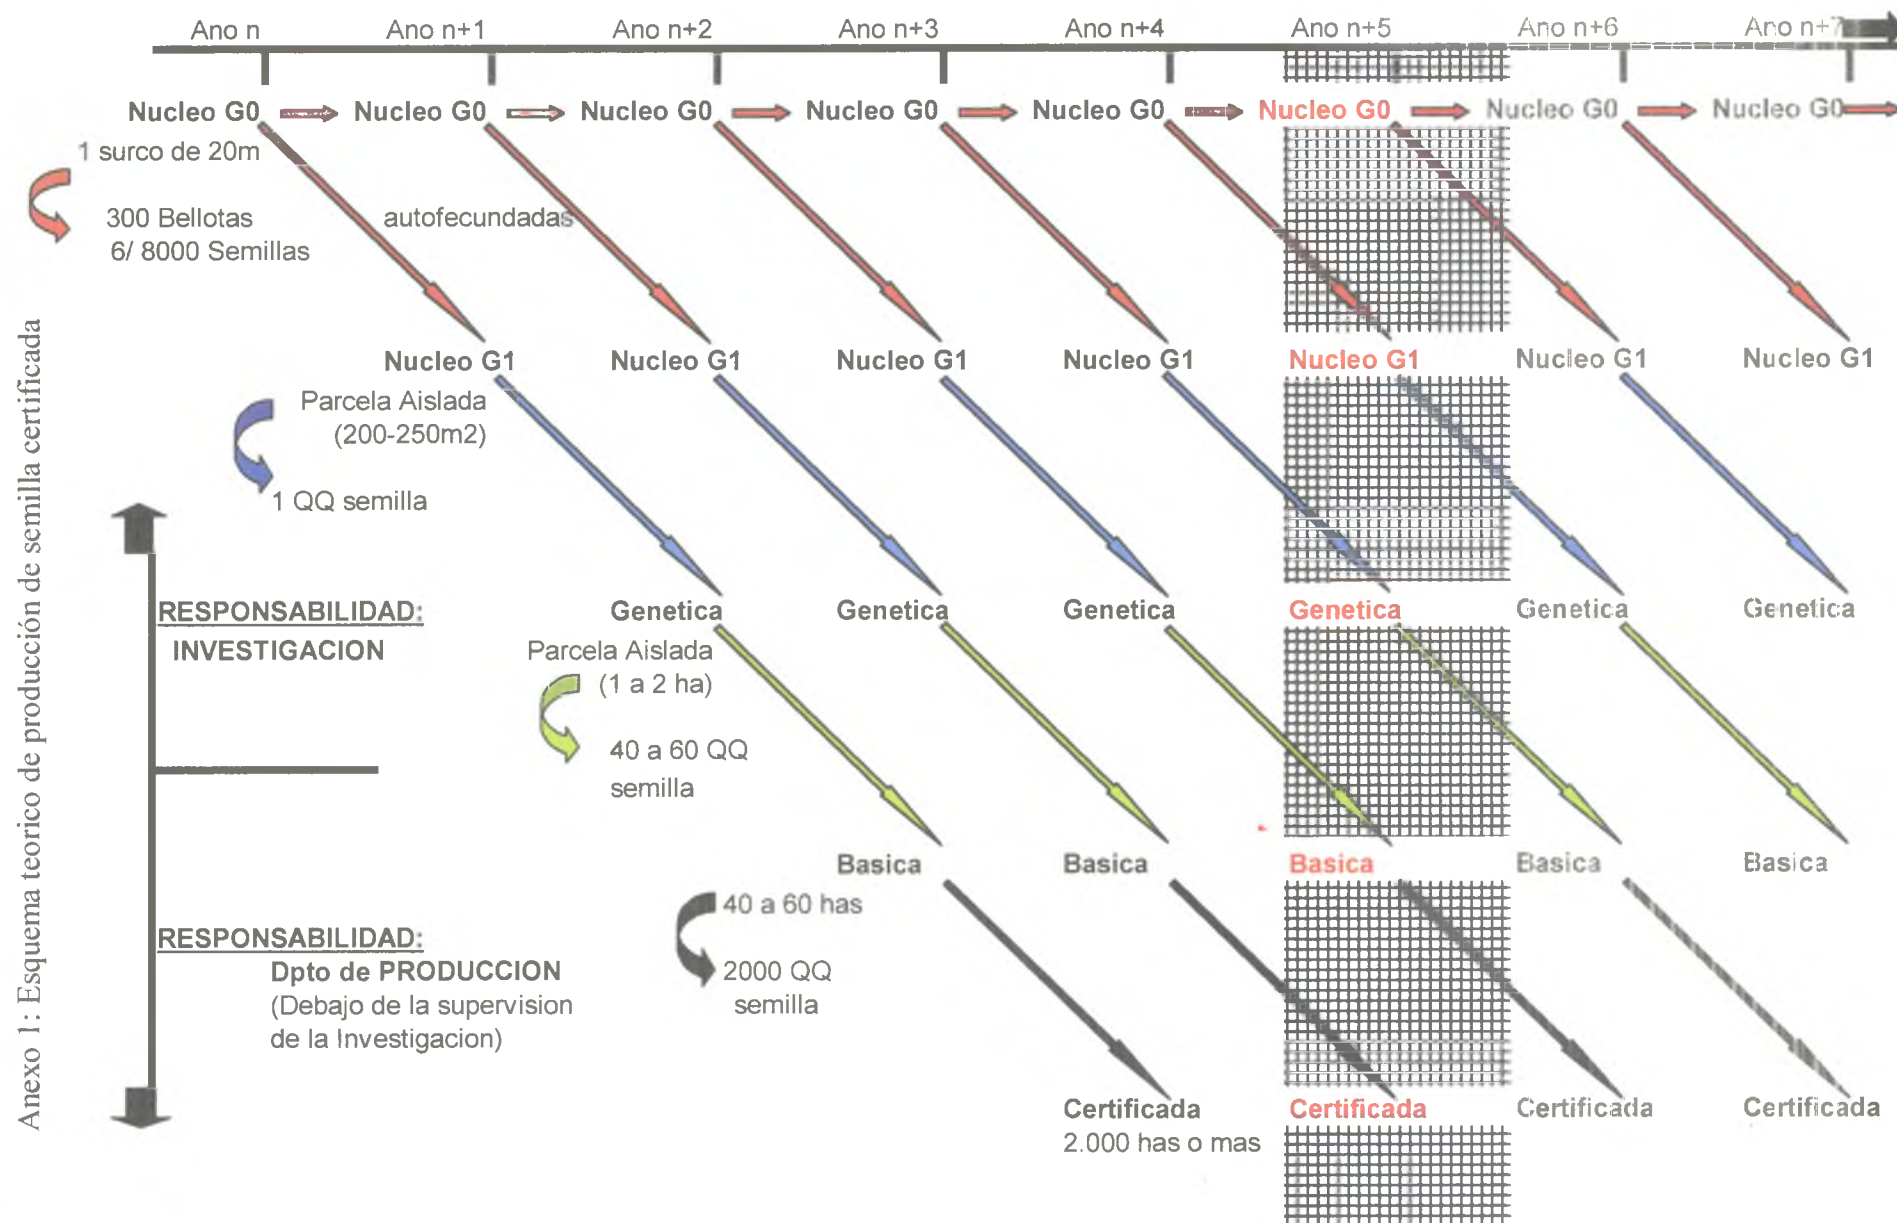 Anexo 1: Esquema teorico de producción de semilla certificada
Ano n Ano n+1 Ano n+2 Ano n+3 Ano n+4 Ano n+5 Ano n+6 Ano n+7
Nucleo G0 Nucleo G0 Nucleo G0 Nucleo G0 Nucleo G0 Nucleo G0 Nucleo G0 Nucleo G0
1 surco de 20m
300 Bellotas autofecundadas
6/ 8000 Semillas
Nucleo G1 Nucleo G1 Nucleo G1 Nucleo G1 Nucleo G1 Nucleo G1 Nucleo G1
Parcela Aislada
(200-250m2)
1 QQ semilla
RESPONSABILIDAD:
INVESTIGACION
Genetica Genetica Genetica Genetica Genetica Genetica
Parcela Aislada
(1 a 2 ha)
40 a 60 QQ
semilla
Basica Basica Basica Basica Basica
40 a 60 has
2000 QQ
semilla
RESPONSABILIDAD:
Dpto de PRODUCCION
(Debajo de la supervision
de la Investigacion)
Certificada Certificada Certificada Certificada
2.000 has o mas